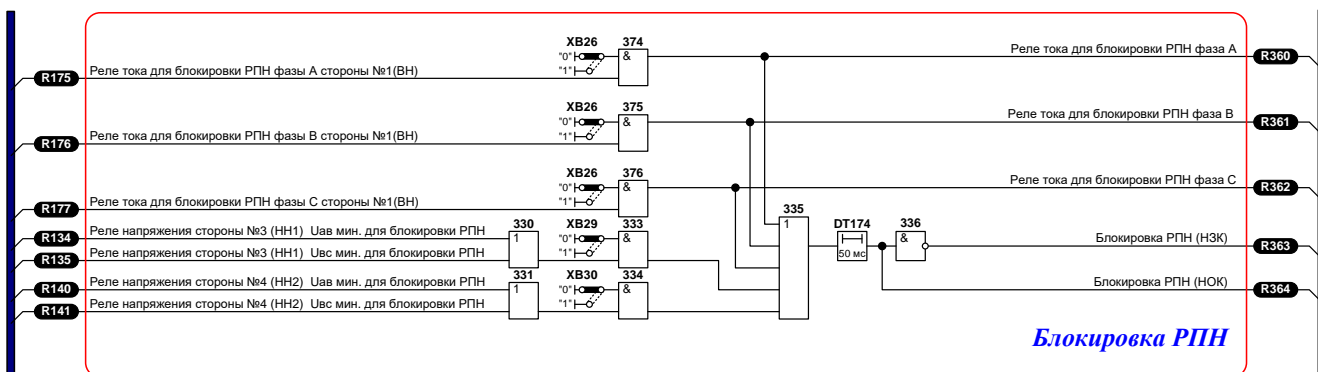 XB26 374
"0" &
"1"
Реле тока для блокировки РПН фаза A R360
R175 Реле тока для блокировки РПН фазы A стороны №1(ВН)
XB26 375
"0" &
"1"
Реле тока для блокировки РПН фаза B R361
R176 Реле тока для блокировки РПН фазы B стороны №1(ВН)
XB26 376
"0" &
"1"
Реле тока для блокировки РПН фаза C R362
R177 Реле тока для блокировки РПН фазы C стороны №1(ВН)
R134 Реле напряжения стороны №3 (НН1) Uав мин. для блокировки РПН
R135 Реле напряжения стороны №3 (НН1) Uвс мин. для блокировки РПН
330
1
XB29 333
"0" &
"1"
R140 Реле напряжения стороны №4 (НН2) Uав мин. для блокировки РПН
R141 Реле напряжения стороны №4 (НН2) Uвс мин. для блокировки РПН
331
1
XB30 334
"0" &
"1"
335
1
DT174
50 мс
336
&
Блокировка РПН (НЗК) R363
Блокировка РПН (НОК) R364
Блокировка РПН